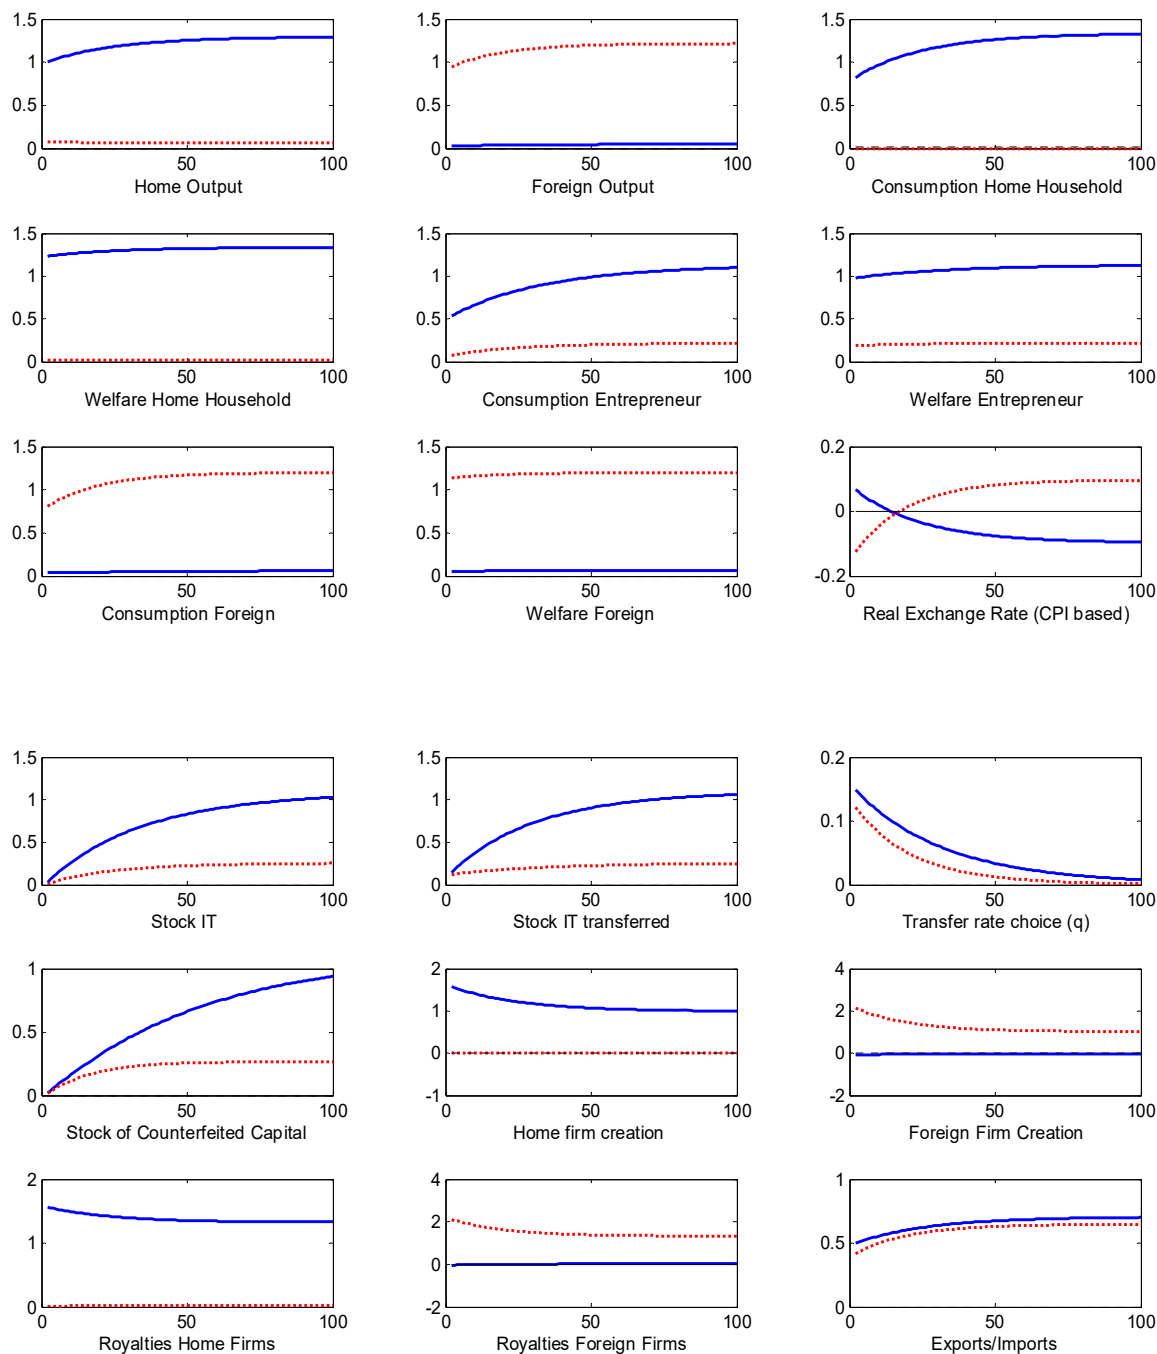 1.5 1.5 1.5
1 1 1
0.5 0.5 0.5
0 0 0
0 50 100 0 50 100 0 50 100
Home Output Foreign Output Consumption Home Household
1.5 1.5 1.5
1 1 1
0.5 0.5 0.5
0 0 0
0 50 100 0 50 100 0 50 100
Welfare Home Household Consumption Entrepreneur Welfare Entrepreneur
1.5 1.5 0.2
1 1 0
0.5 0.5
0 0 -0.2
0 50 100 0 50 100 0 50 100
Consumption Foreign Welfare Foreign Real Exchange Rate (CPI based)
1.5 1.5 0.2
1 1 0.1
0.5 0.5
0 0 0
0 50 100 0 50 100 0 50 100
Stock IT Stock IT transferred Transfer rate choice (q)
1 2 4
1 2
0.5 0 0
0 -1 -2
0 50 100 0 50 100 0 50 100
Stock of Counterfeited Capital Home firm creation Foreign Firm Creation
2 4 1
1 2 0.5
0
0 -2 0
0 50 100 0 50 100 0 50 100
Royalties Home Firms Royalties Foreign Firms Exports/Imports